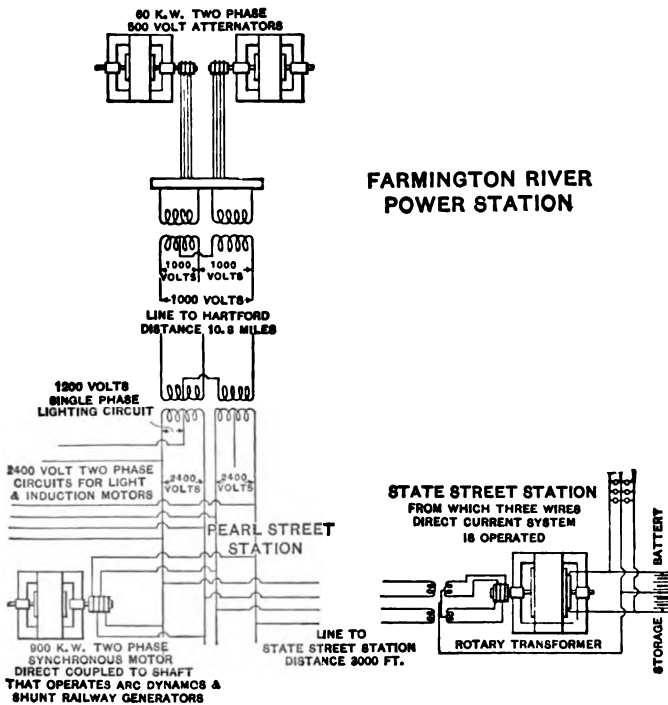 60 K.W. TWO PHASE
500 VOLT ATTERNATORS
FARMINGTON RIVER
POWER STATION
1000
VOLTS
1000
VOLTS
1000 VOLTS
LINE TO HARTFORD
DISTANCE 10.8 MILES
1200 VOLTS
SINGLE PHASE
LIGHTING CIRCUIT
2400 VOLT TWO PHASE
CIRCUITS FOR LIGHT
& INDUCTION MOTORS
2400
VOLTS
2400
VOLTS
PEARL STREET
STATION
STATE STREET STATION
FROM WHICH THREE WIRES
DIRECT CURRENT SYSTEM
IS OPERATED
STORAGE BATTERY
ROTARY TRANSFORMER
LINE TO
STATE STREET STATION
DISTANCE 3000 FT.
900 K.W. TWO PHASE
SYNCHRONOUS MOTOR
DIRECT COUPLED TO SHAFT
THAT OPERATES ARC DYNAMCS &
SHUNT RAILWAY GENERATORS